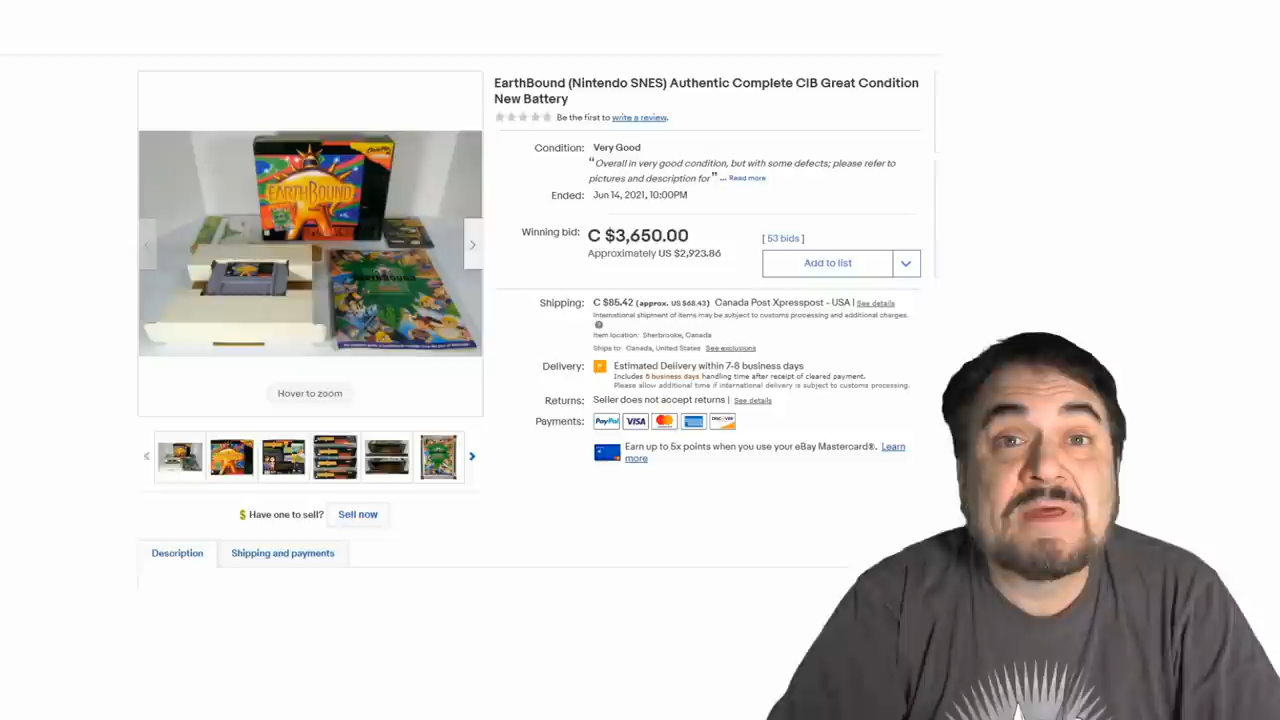 EarthBound (Nintendo SNES) Authentic Complete CIB Great Condition
New Battery
Be the first to write a review.
Condition: Very Good
“Overall in very good condition, but with some defects; please refer to
pictures and description for” ... Read more
Ended: Jun 14, 2021, 10:00PM
Winning bid: C $3,650.00
[ 53 bids ]
Approximately US $2,923.86
Add to list
Shipping: C $85.42 (approx. US $68.43) Canada Post Xpresspost - USA | See details
International shipment of items may be subject to customs processing and additional charges.
Item location: Sherbrooke, Canada
Ships to: Canada, United States See exclusions
Delivery: Estimated Delivery within 7-8 business days
Includes 5 business days handling time after receipt of cleared payment.
Please allow additional time if international delivery is subject to customs processing.
Returns: Seller does not accept returns | See details
Payments: PayPal VISA
Earn up to 5x points when you use your eBay Mastercard®. Learn
more
EARTHBOUND
Hover to zoom
$ Have one to sell? Sell now
Description
Shipping and payments